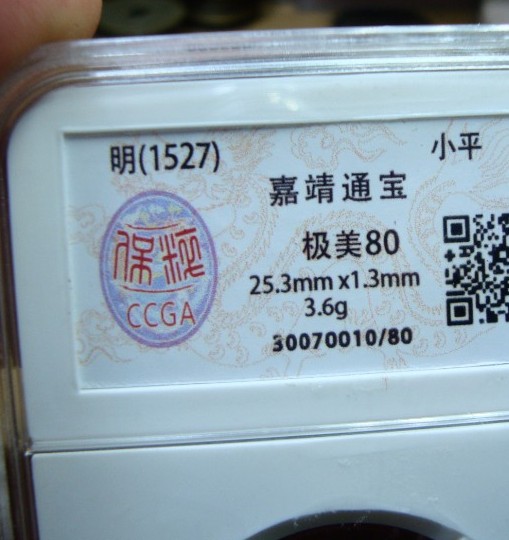 明(1527)
小平
嘉靖通宝
极美80
25.3mm x1.3mm
3.6g
30070010/80
保粹
CCGA